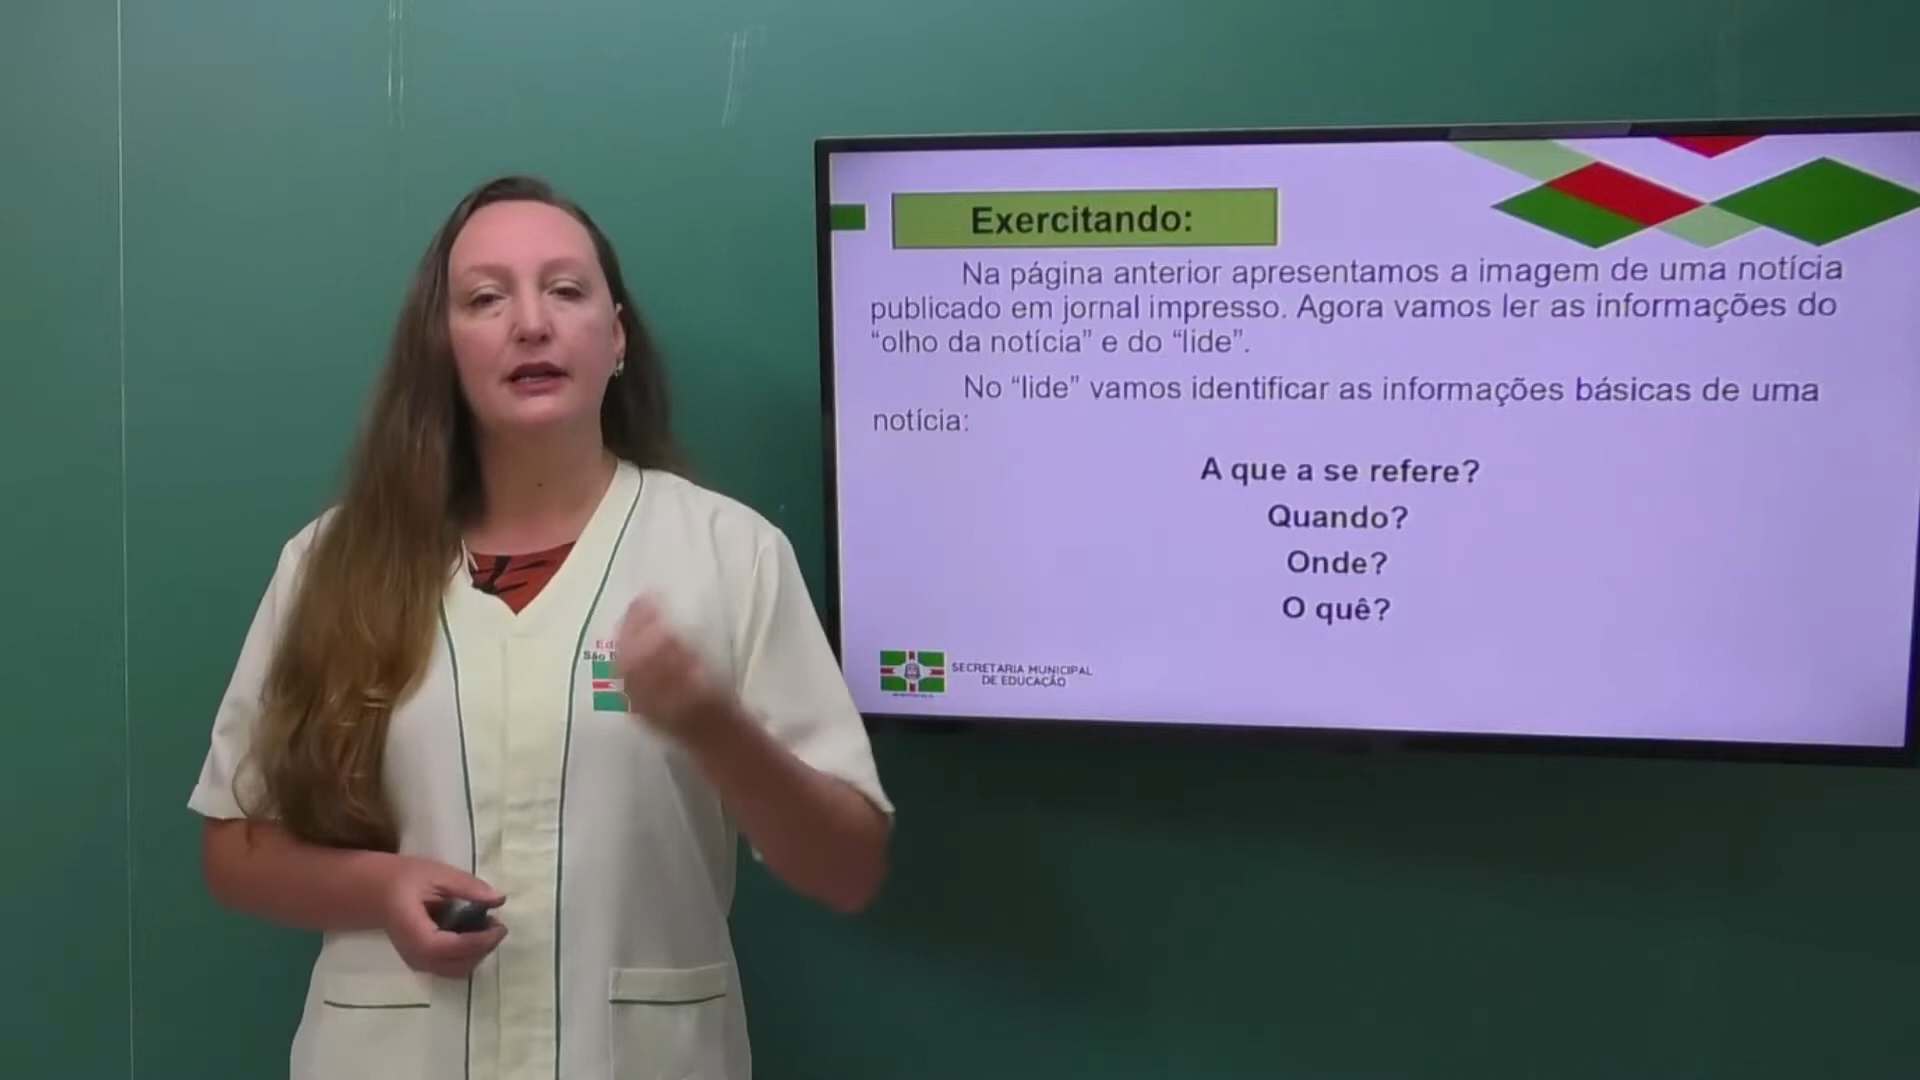 Exercitando:
Na página anterior apresentamos a imagem de uma notícia
publicado em jornal impresso. Agora vamos ler as informações do
“olho da notícia” e do “lide”.
No “lide” vamos identificar as informações básicas de uma
notícia:
A que a se refere?
Quando?
Onde?
O quê?
SECRETARIA MUNICIPAL
DE EDUCAÇÃO
São